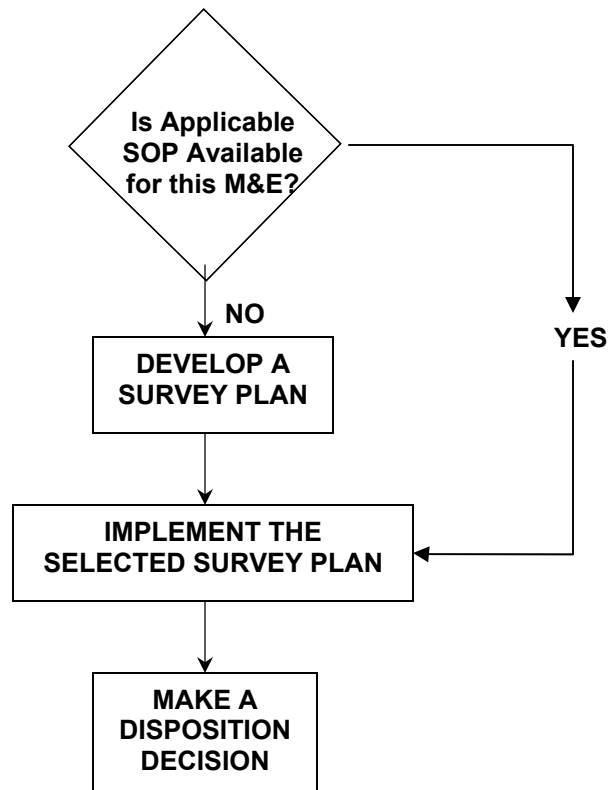 Is Applicable
SOP Available
for this M&E?
NO
YES
DEVELOP A
SURVEY PLAN
IMPLEMENT THE
SELECTED SURVEY PLAN
MAKE A
DISPOSITION
DECISION